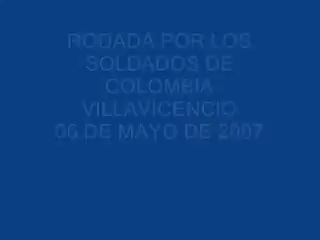 RODADA POR LOS
SOLDADOS DE
COLOMBIA
VILLAVICENCIO
06 DE MAYO DE 2007